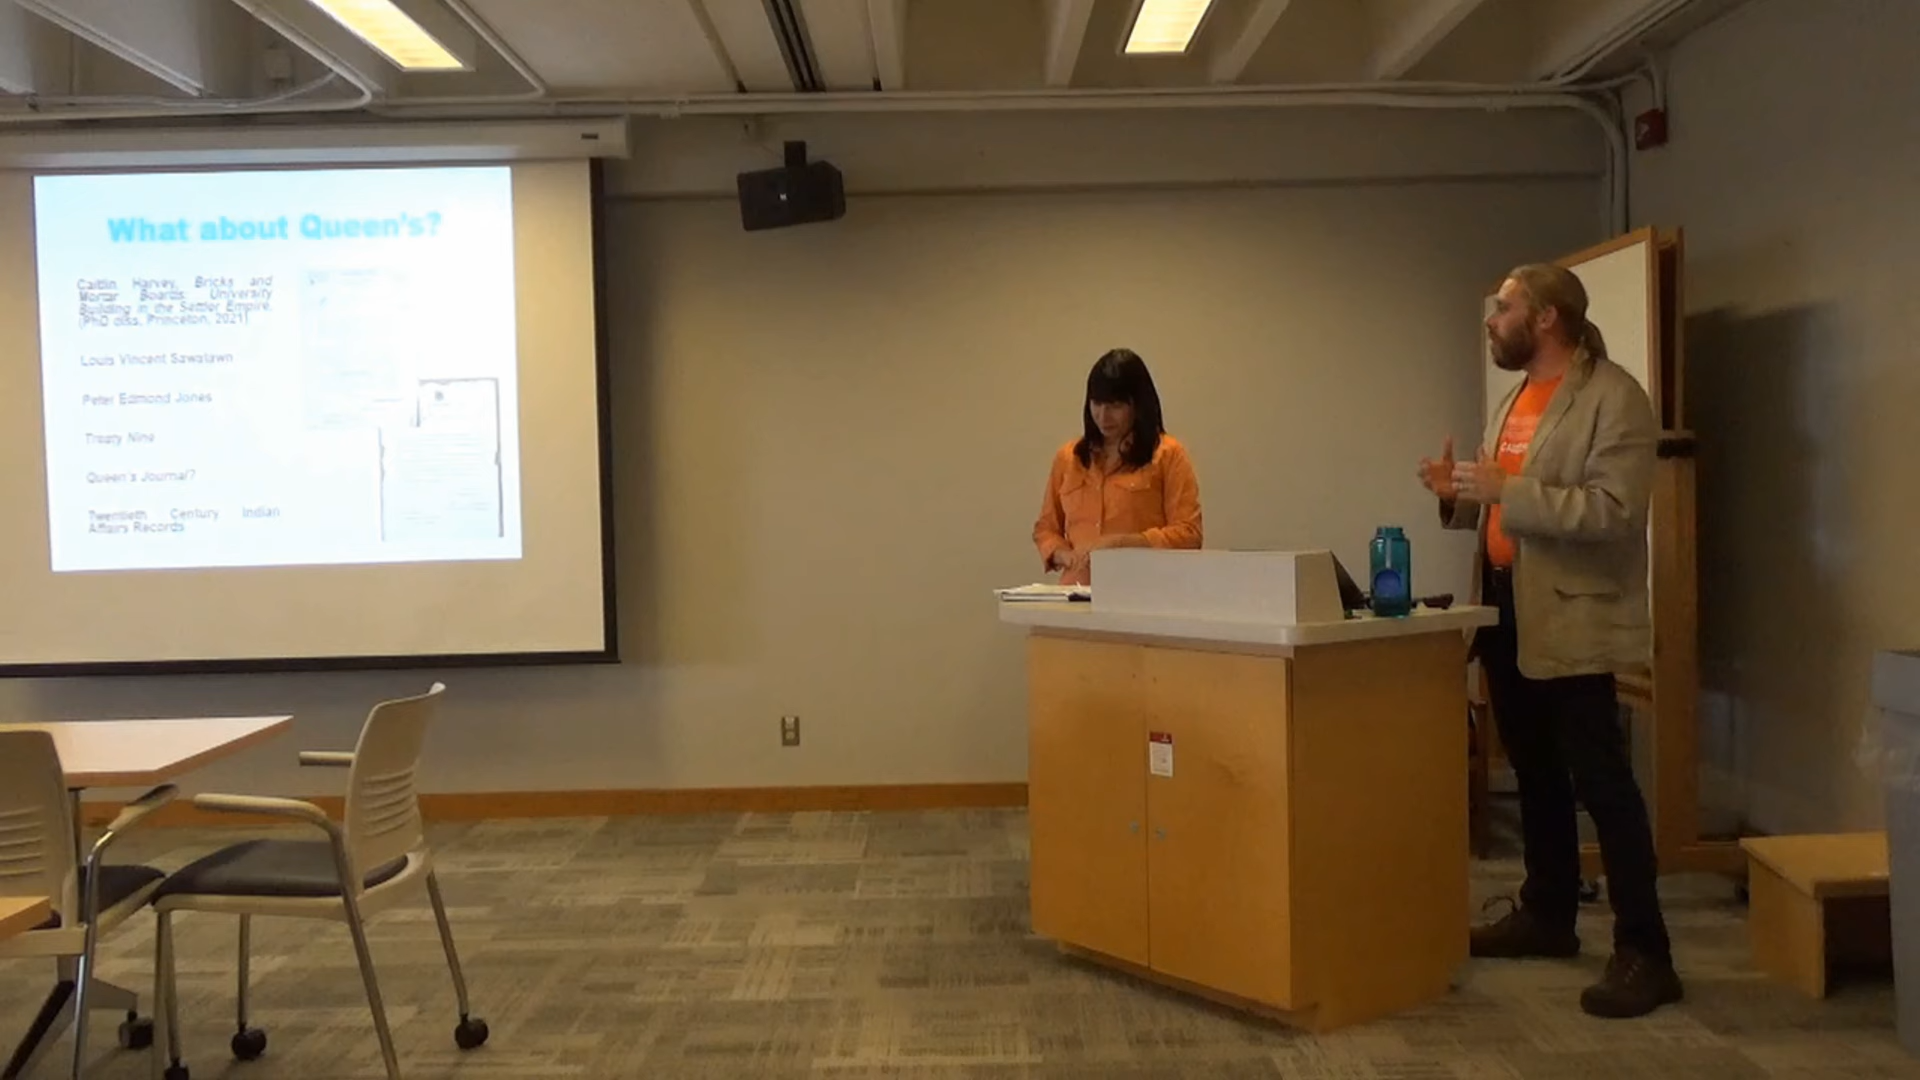 What about Queen's?
Caitlin Harvey, Bricks and
Mortar Boards: University
Building in the Settler Empire,
(PhD diss, Princeton, 2021)
Louis Vincent Sawatawn
Peter Edmond Jones
Treaty Nine
Queen's Journal?
Twentieth Century Indian
Affairs Records